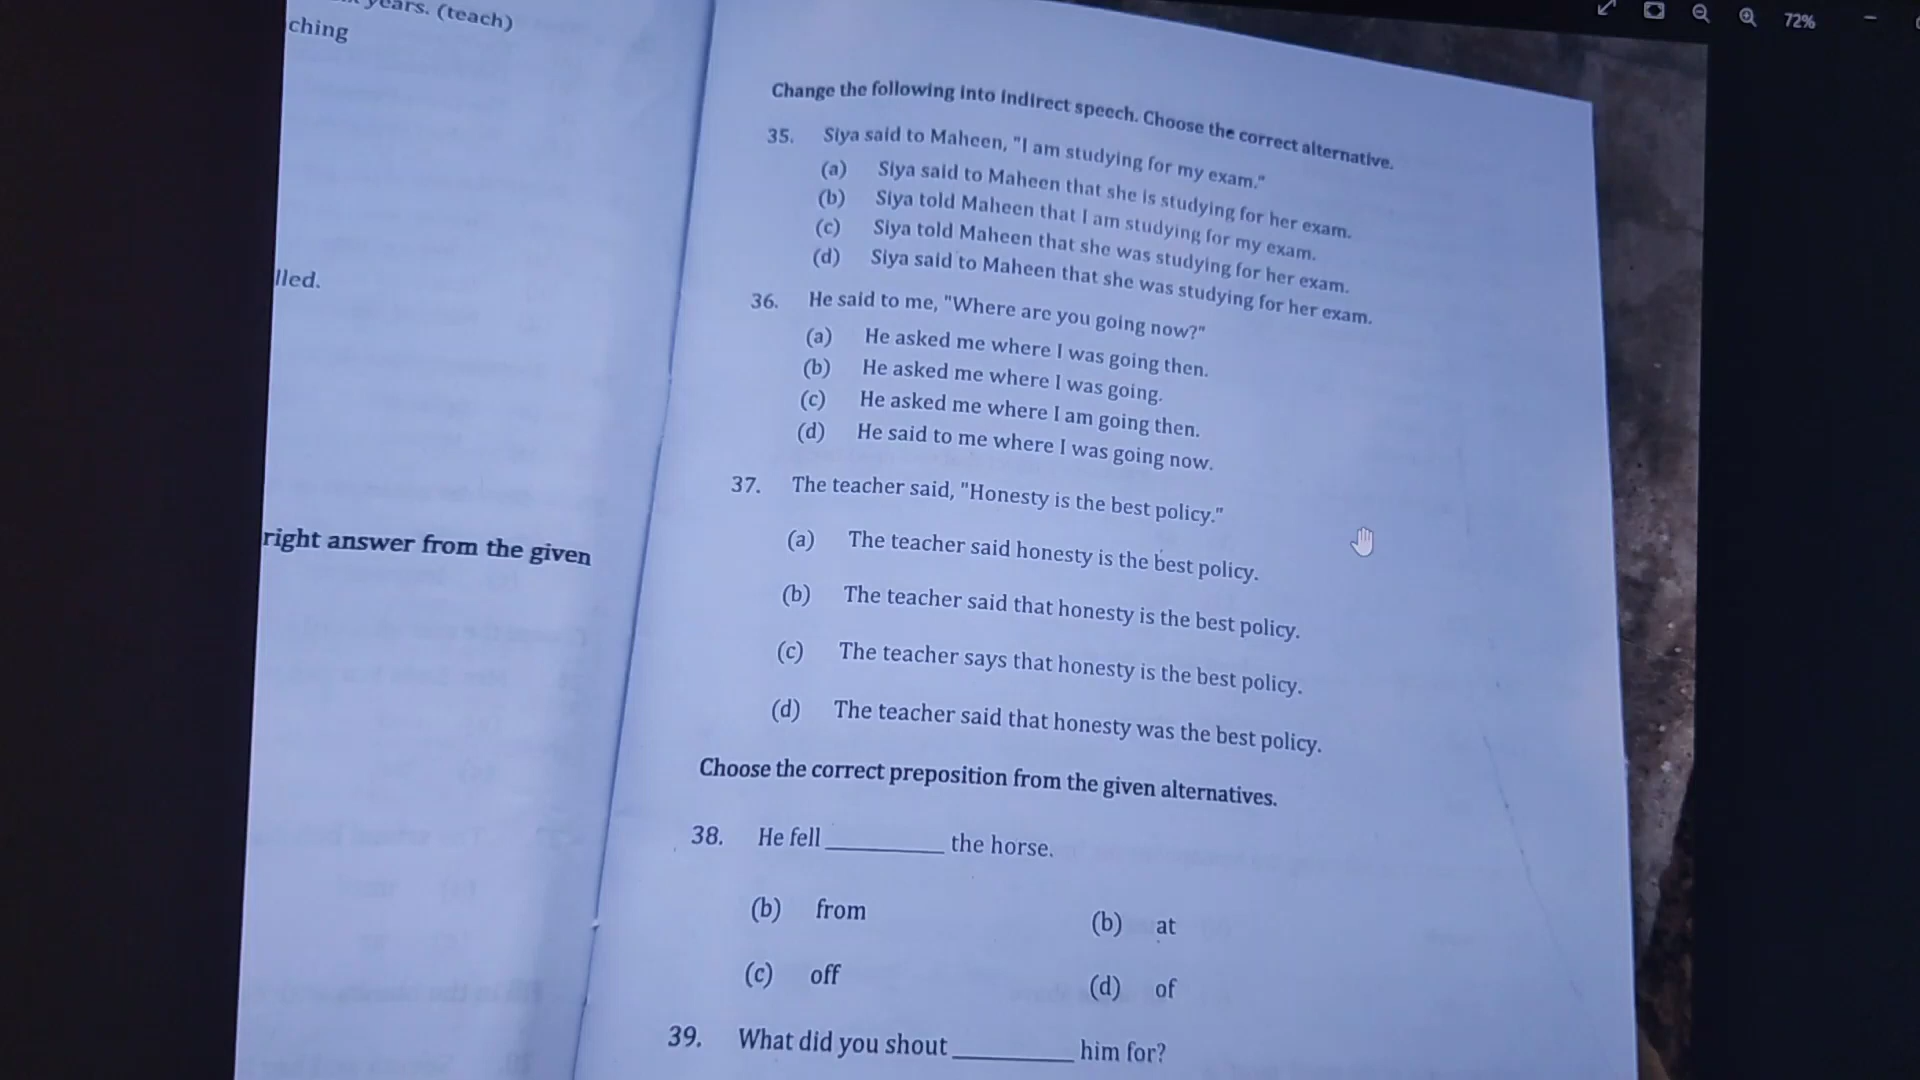 years. (teach)
ching
lled.
right answer from the given
72%
Change the following into indirect speech. Choose the correct alternative.
35. Siya said to Maheen, "I am studying for my exam."
(a) Siya said to Maheen that she is studying for her exam.
(b) Siya told Maheen that I am studying for my exam.
(c) Siya told Maheen that she was studying for her exam.
(d) Siya said to Maheen that she was studying for her exam.
36. He said to me, "Where are you going now?"
(a) He asked me where I was going then.
(b) He asked me where I was going.
(c) He asked me where I am going then.
(d) He said to me where I was going now.
37. The teacher said, "Honesty is the best policy."
(a) The teacher said honesty is the best policy.
(b) The teacher said that honesty is the best policy.
(c) The teacher says that honesty is the best policy.
(d) The teacher said that honesty was the best policy.
Choose the correct preposition from the given alternatives.
38. He fell __________ the horse.
(b) from (b) at
(c) off (d) of
39. What did you shout __________ him for?